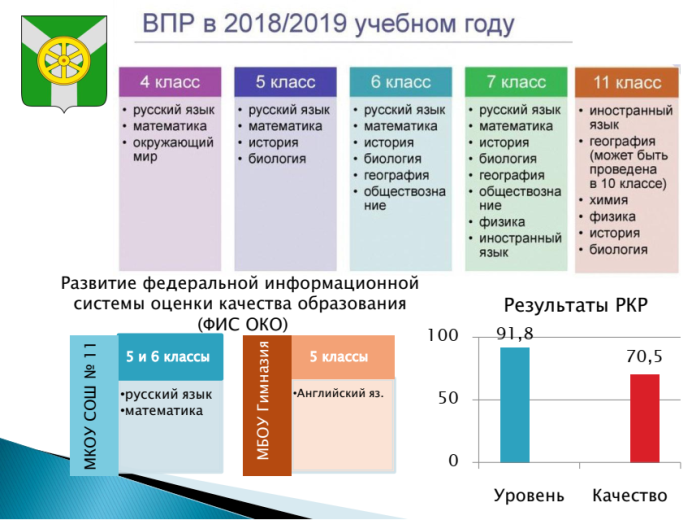 ВПР в 2018/2019 учебном году
4 класс
• русский язык
• математика
• окружающий
мир
5 класс
• русский язык
• математика
• история
• биология
6 класс
• русский язык
• математика
• история
• биология
• география
• обществозна
ние
7 класс
• русский язык
• математика
• история
• биология
• география
• обществозна
ние
• физика
• иностранный
язык
11 класс
• иностранный
язык
• география
(может быть
проведена
в 10 классе)
• химия
• физика
• история
• биология
Развитие федеральной информационной
системы оценки качества образования
(ФИС ОКО)
МКОУ СОШ № 11
5 и 6 классы
•русский язык
•математика
МБОУ Гимназия
5 классы
•Английский яз.
Результаты РКР
100
50
0
91,8
70,5
Уровень
Качество